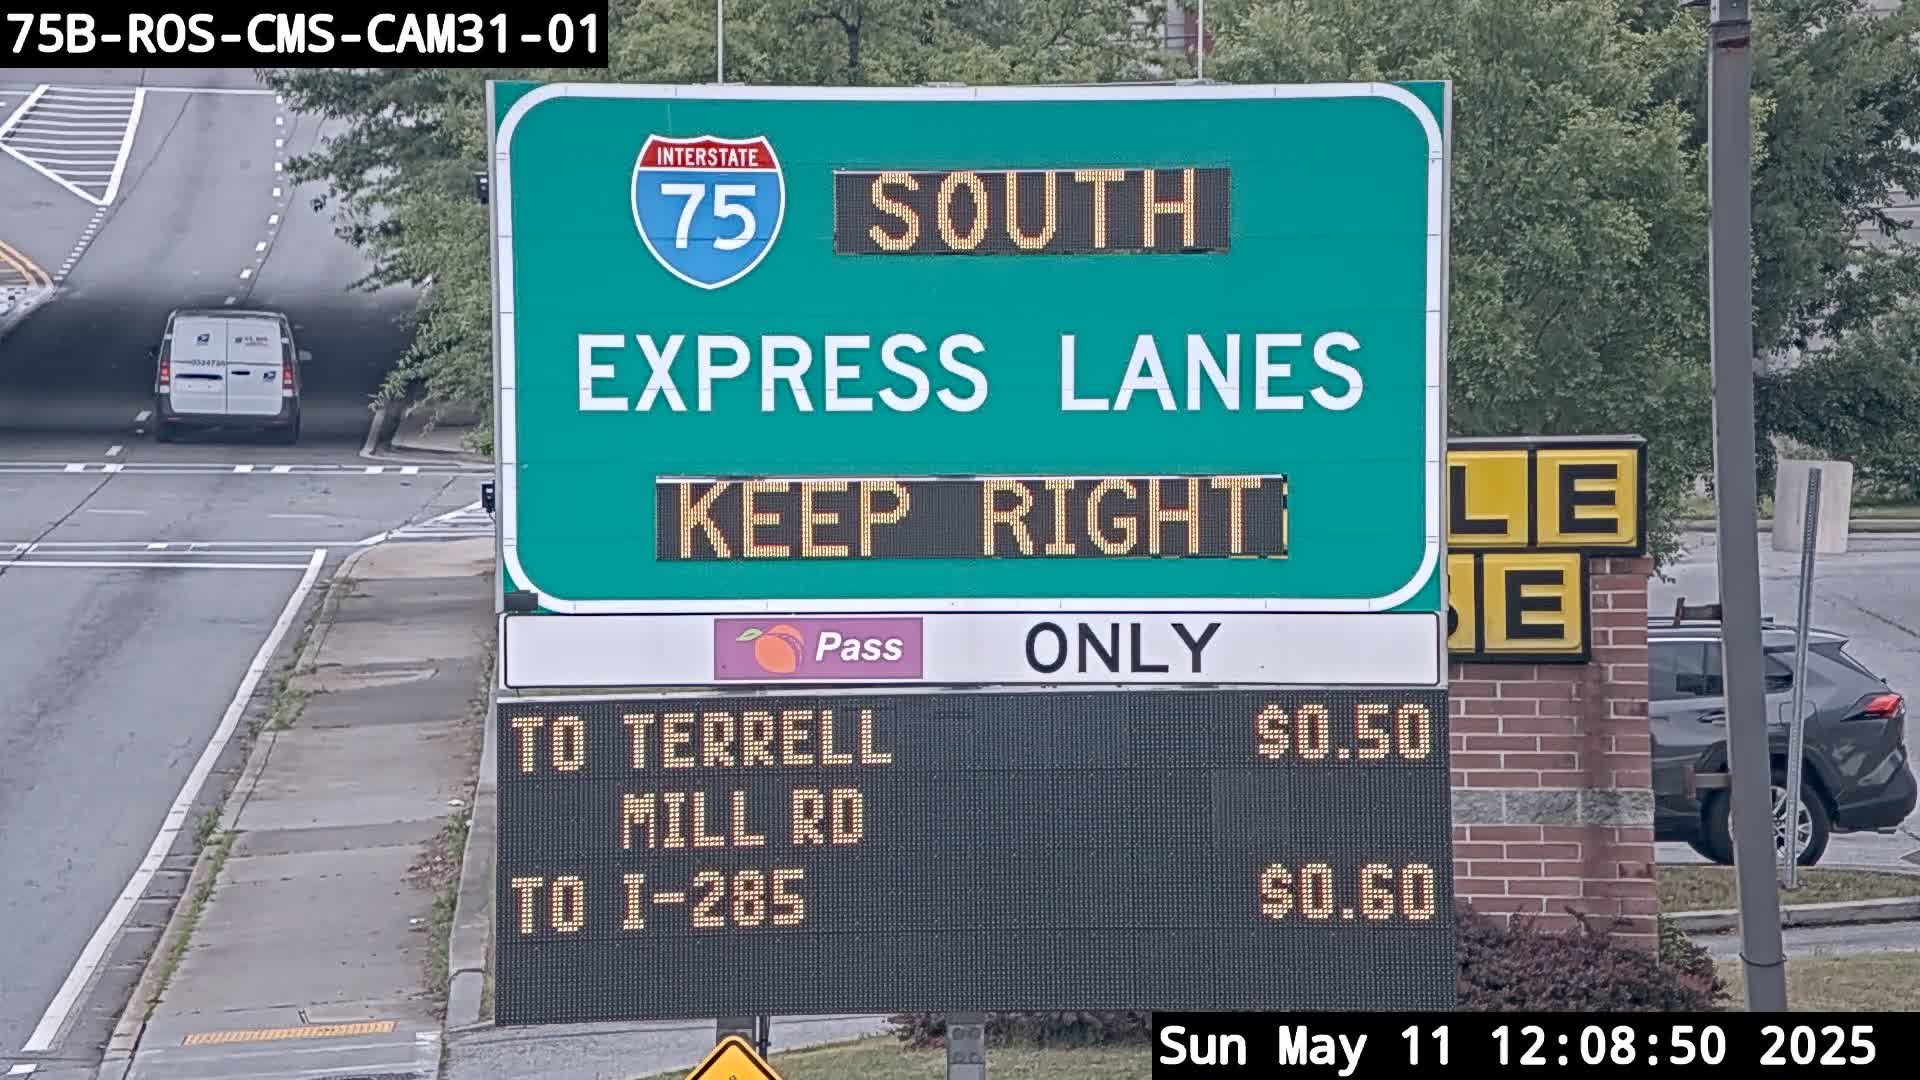 75B-ROS-CMS-CAM31-01
INTERSTATE
75
SOUTH
EXPRESS LANES
KEEP RIGHT
Pass ONLY
TO TERRELL $0.50
MILL RD
TO I-285 $0.60
LE
E
Sun May 11 12:08:50 2025